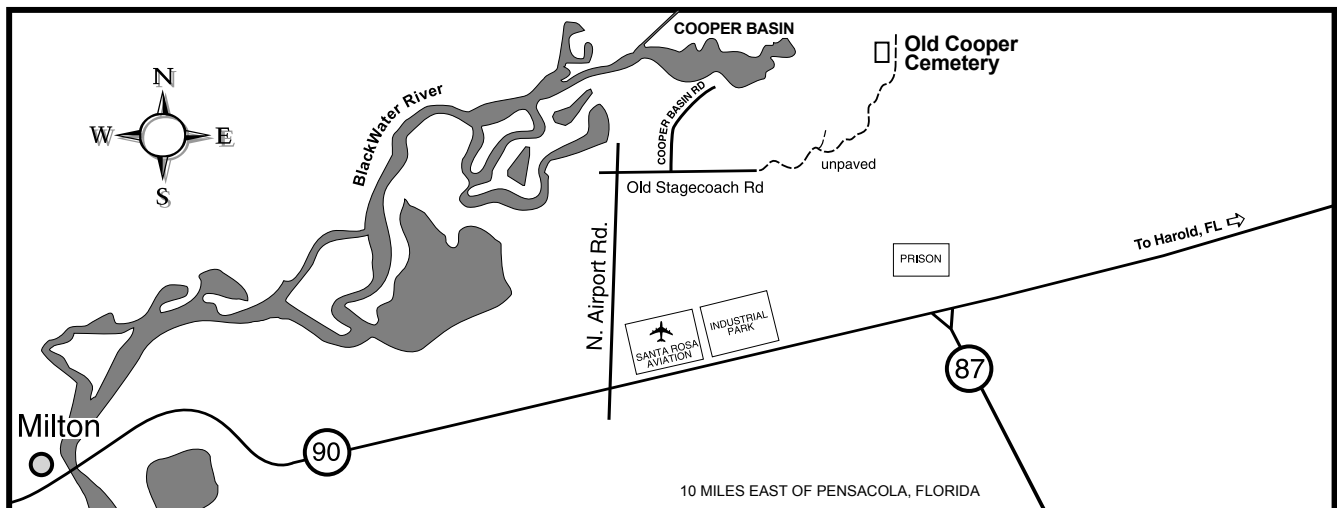 COOPER BASIN
Old Cooper
Cemetery
N
W
E
S
BlackWater River
COOPER BASIN RD
unpaved
Old Stagecoach Rd
N. Airport Rd.
To Harold, FL
PRISON
INDUSTRIAL
PARK
SANTA ROSA
AVIATION
87
Milton
90
10 MILES EAST OF PENSACOLA, FLORIDA